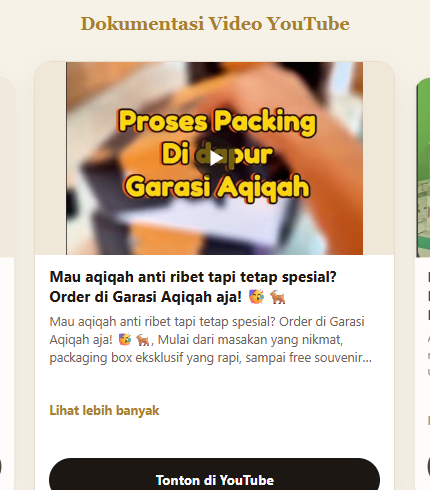 Dokumentasi Video YouTube
Proses Packing
Di dapur
Garasi Aqiqah
Mau aqiqah anti ribet tapi tetap spesial?
Order di Garasi Aqiqah aja! 🥳 🐐
Mau aqiqah anti ribet tapi tetap spesial? Order di Garasi
Aqiqah aja! 🥳 🐐, Mulai dari masakan yang nikmat,
packaging box eksklusif yang rapi, sampai free souvenir...
Lihat lebih banyak
Tonton di YouTube